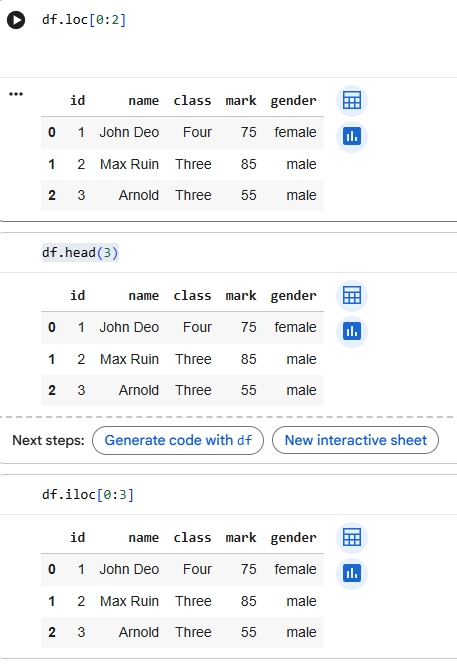 df.loc[0:2]
id name class mark gender
0 1 John Deo Four 75 female
1 2 Max Ruin Three 85 male
2 3 Arnold Three 55 male
df.head(3)
id name class mark gender
0 1 John Deo Four 75 female
1 2 Max Ruin Three 85 male
2 3 Arnold Three 55 male
Next steps: Generate code with df New interactive sheet
df.iloc[0:3]
id name class mark gender
0 1 John Deo Four 75 female
1 2 Max Ruin Three 85 male
2 3 Arnold Three 55 male